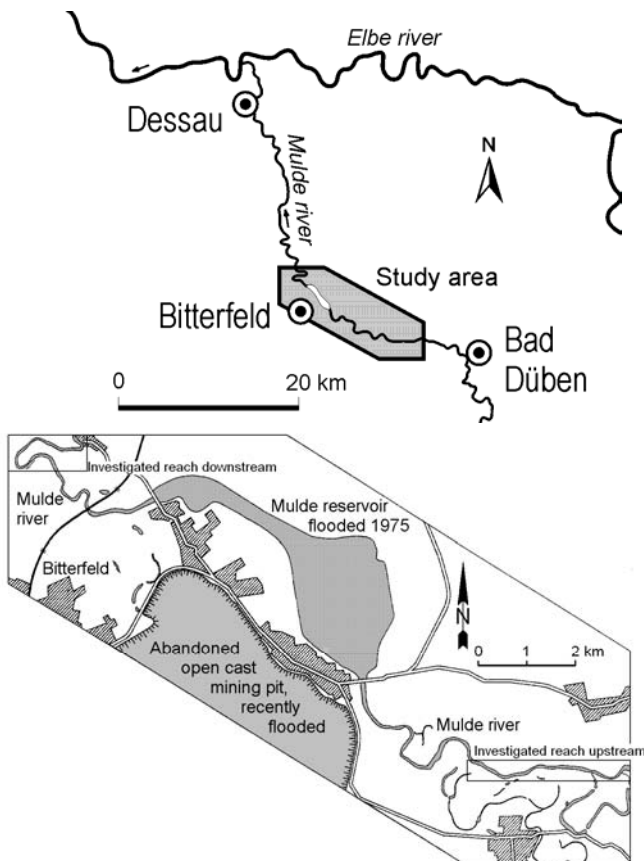 Elbe river
Dessau
Mulde river
N
Study area
Bitterfeld
Bad
Düben
0 20 km
Investigated reach downstream
Mulde
river
Mulde reservoir
flooded 1975
Bitterfeld
N
0 1 2 km
Abandoned
open cast
mining pit,
recently
flooded
Mulde river
Investigated reach upstream